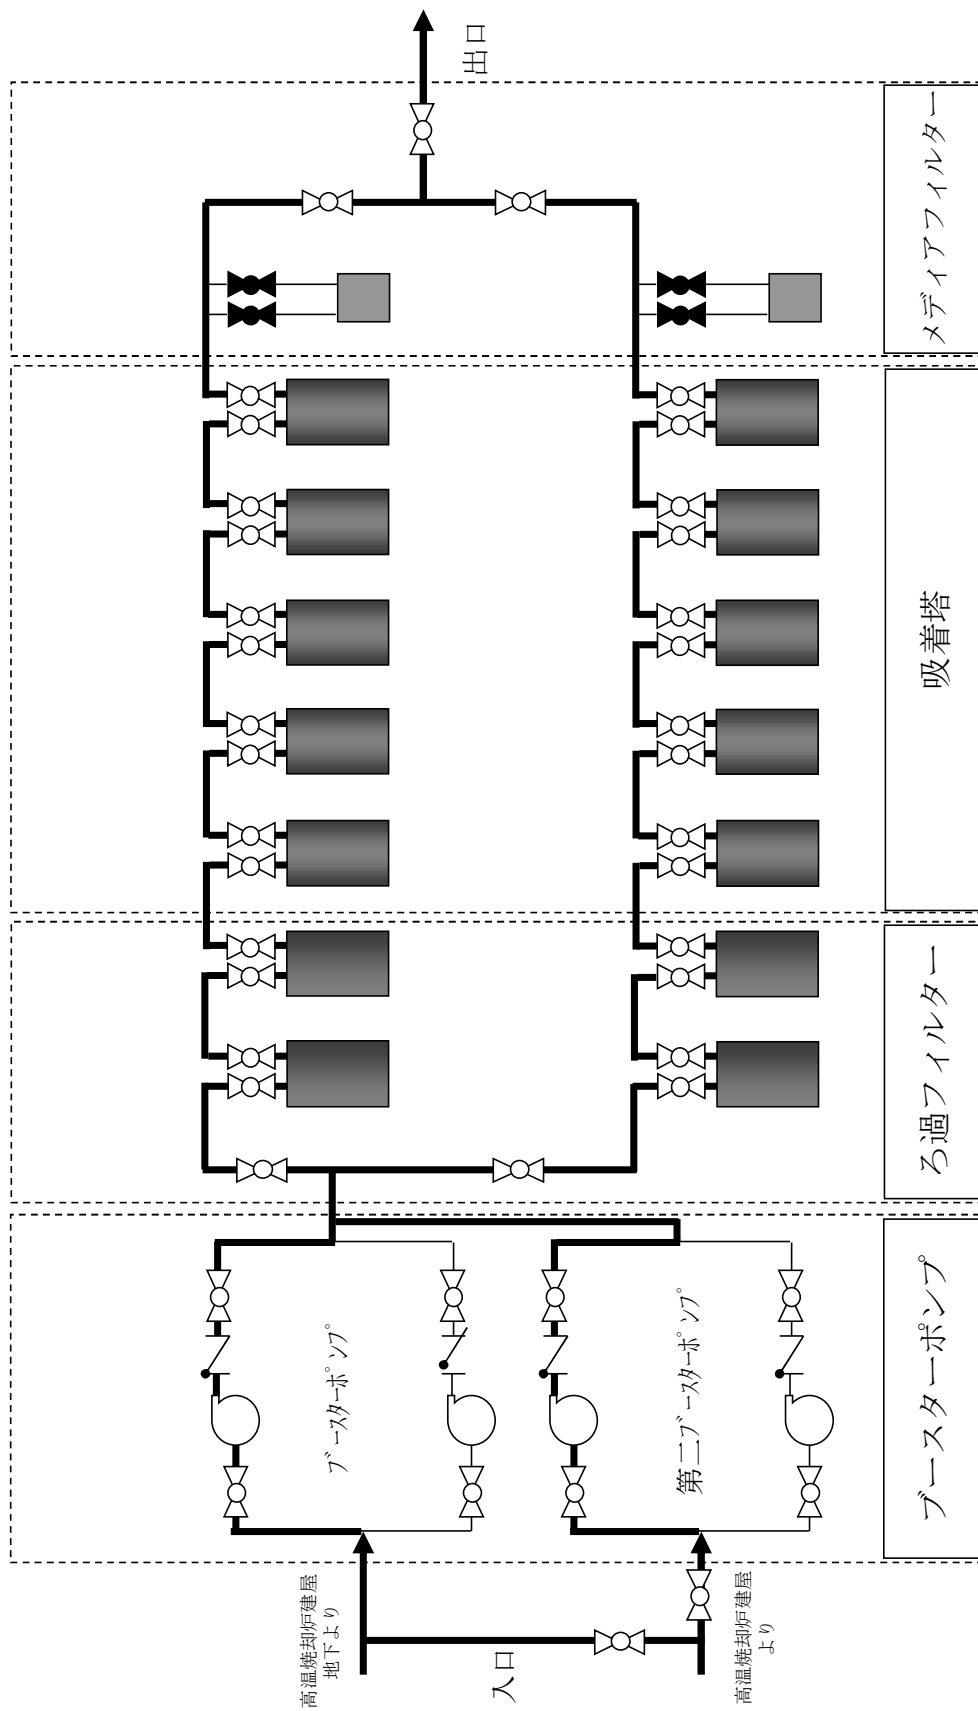 出口
メディアフィルター
吸着塔
ろ過フィルター
ブースターポンプ
ブースターポンプ
第二ブースターポンプ
高温焼却炉建屋
地下より
入口
高温焼却炉建屋
より